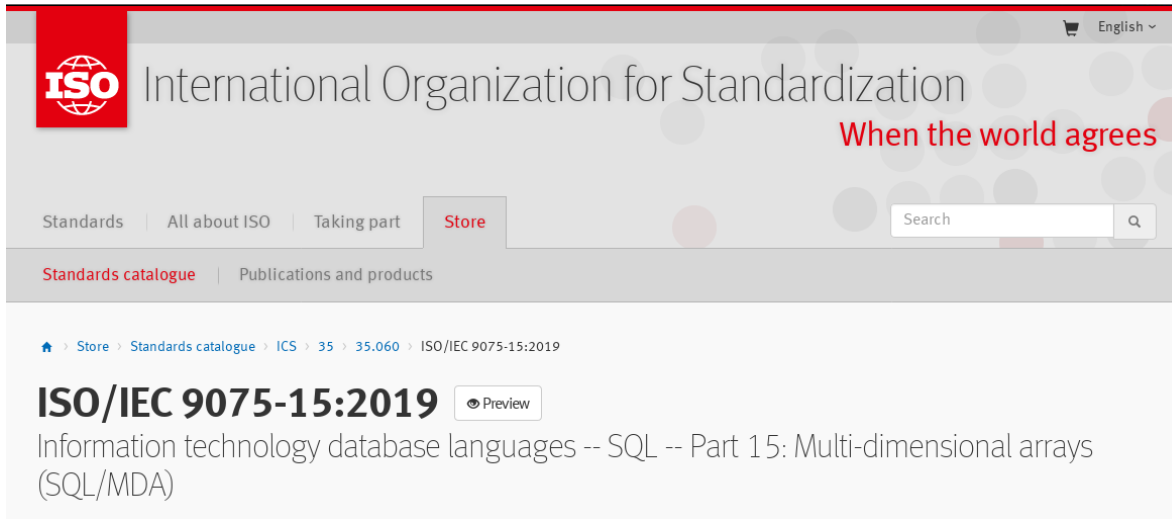 English
ISO
International Organization for Standardization
When the world agrees
Standards All about ISO Taking part Store
Search
Standards catalogue Publications and products
Store › Standards catalogue › ICS › 35 › 35.060 › ISO/IEC 9075-15:2019
ISO/IEC 9075-15:2019 Preview
Information technology database languages -- SQL -- Part 15: Multi-dimensional arrays
(SQL/MDA)